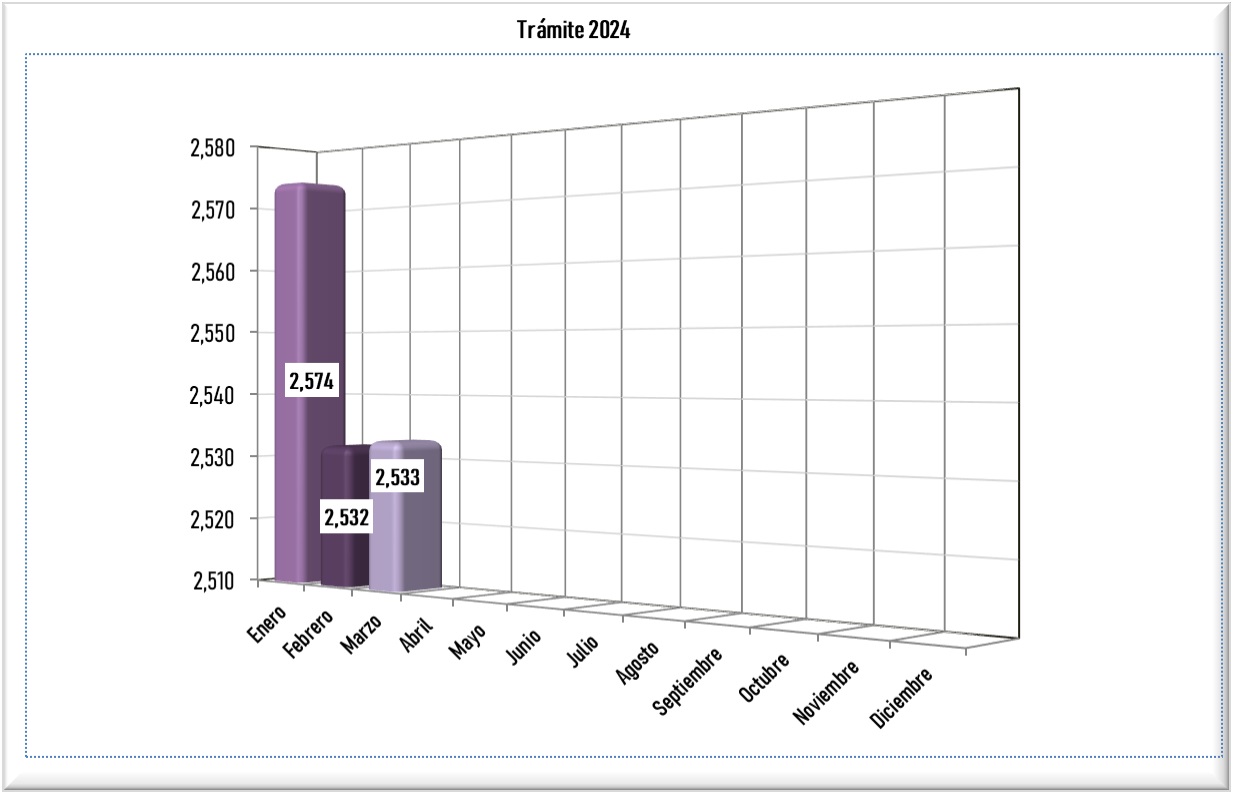 Trámite 2024
2,580
2,570
2,560
2,550
2,540
2,530
2,520
2,510
2,574
2,532
2,533
Enero
Febrero
Marzo
Abril
Mayo
Junio
Julio
Agosto
Septiembre
Octubre
Noviembre
Diciembre